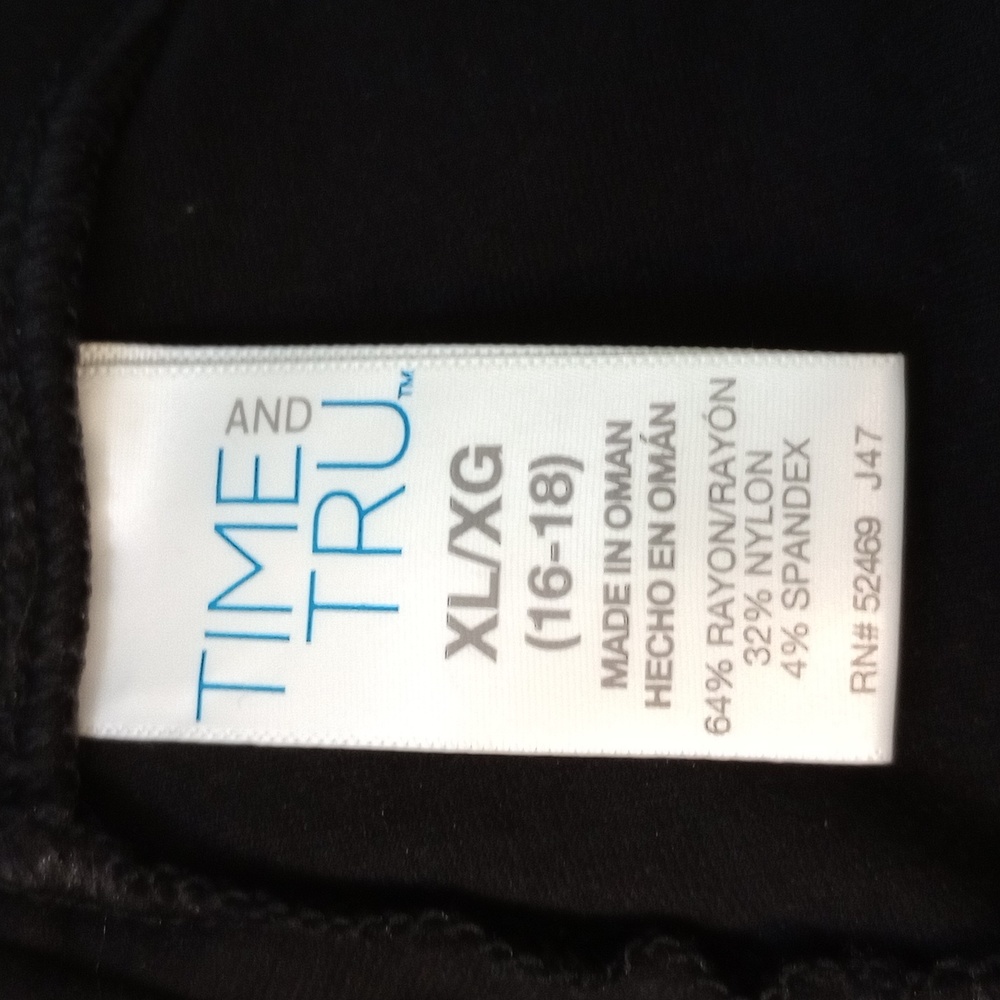 TIME AND
TRU™
XL/XG
(16-18)
MADE IN OMAN
HECHO EN OMÁN
64% RAYON/RAYÓN
32% NYLON
4% SPANDEX
RN# 52469 J47